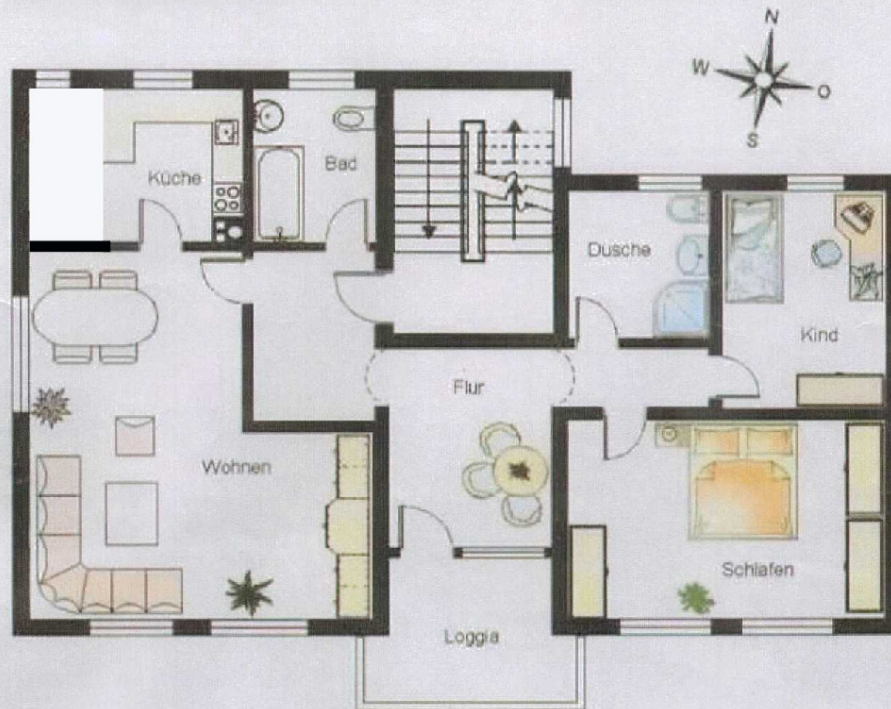 N
W
O
S
Küche
Bad
Dusche
Kind
Flur
Wohnen
Schlafen
Loggia